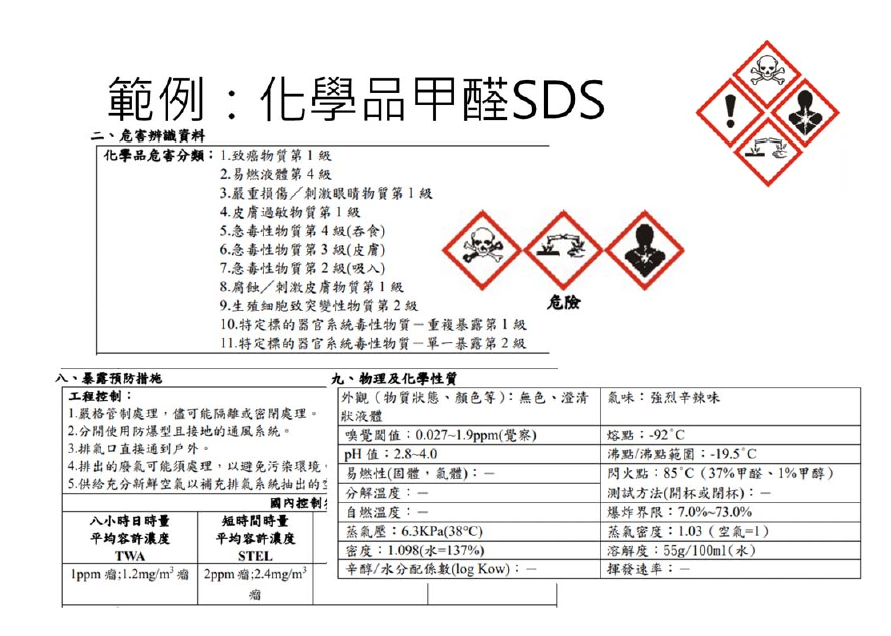 範例：化學品甲醛SDS
二、危害辨識資料
化學品危害分類：1.致癌物質第1級
2.易燃液體第4級
3.嚴重損傷／刺激眼睛物質第1級
4.皮膚過敏物質第1級
5.急毒性物質第4級(吞食)
6.急毒性物質第3級(皮膚)
7.急毒性物質第2級(吸入)
8.腐蝕／刺激皮膚物質第1級
9.生殖細胞致突變性物質第2級
10.特定標的器官系統毒性物質－重複暴露第1級
11.特定標的器官系統毒性物質－單一暴露第2級
危險
八、暴露預防措施
工程控制：
1.嚴格管制處理，儘可能隔離或密閉處理。
2.分開使用防爆型且接地的通風系統。
3.排氣口直接通到戶外。
4.排出的廢氣可能須處理，以避免污染環境，
5.供給充分新鮮空氣以補充排氣系統抽出的
國內控制
八小時日時量
平均容許濃度
TWA
短時間時量
平均容許濃度
STEL
1ppm 瘤;1.2mg/m³ 瘤
2ppm 瘤;2.4mg/m³
瘤
九、物理及化學性質
外觀（物質狀態、顏色等）：無色、澄清
狀液體
氣味：強烈辛辣味
嗅覺閾值：0.027~1.9ppm(覺察)
熔點：-92°C
pH 值：2.8~4.0
沸點/沸點範圍：-19.5°C
易燃性(固體，氣體)：－
閃火點：85°C（37%甲醛、1%甲醇）
分解溫度：－
測試方法(開杯或閉杯)：－
自燃溫度：－
爆炸界限：7.0%~73.0%
蒸氣壓：6.3KPa(38°C)
蒸氣密度：1.03（空氣=1）
密度：1.098(水=137%)
溶解度：55g/100ml(水)
辛醇/水分配係數(log Kow)：－
揮發速率：－